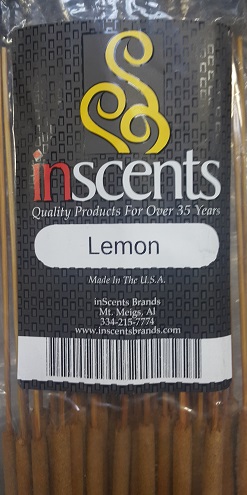 inscents
Quality Products For Over 35 Years
Lemon
Made In The U.S.A.
inScents Brands
Mt. Meigs, Al
334-215-7774
www.inscentsbrands.com